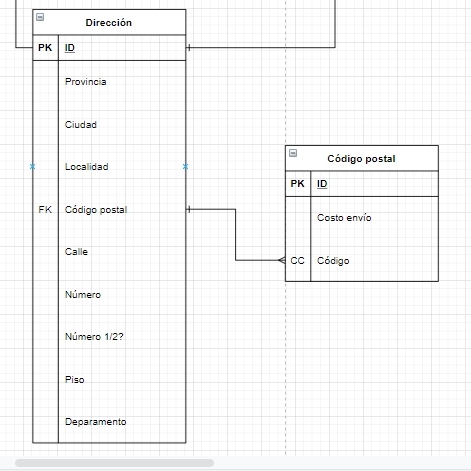 Dirección
PK ID
Provincia
Ciudad
Localidad
FK Código postal
Calle
Número
Número 1/2?
Piso
Deparamento
Código postal
PK ID
Costo envío
CC Código